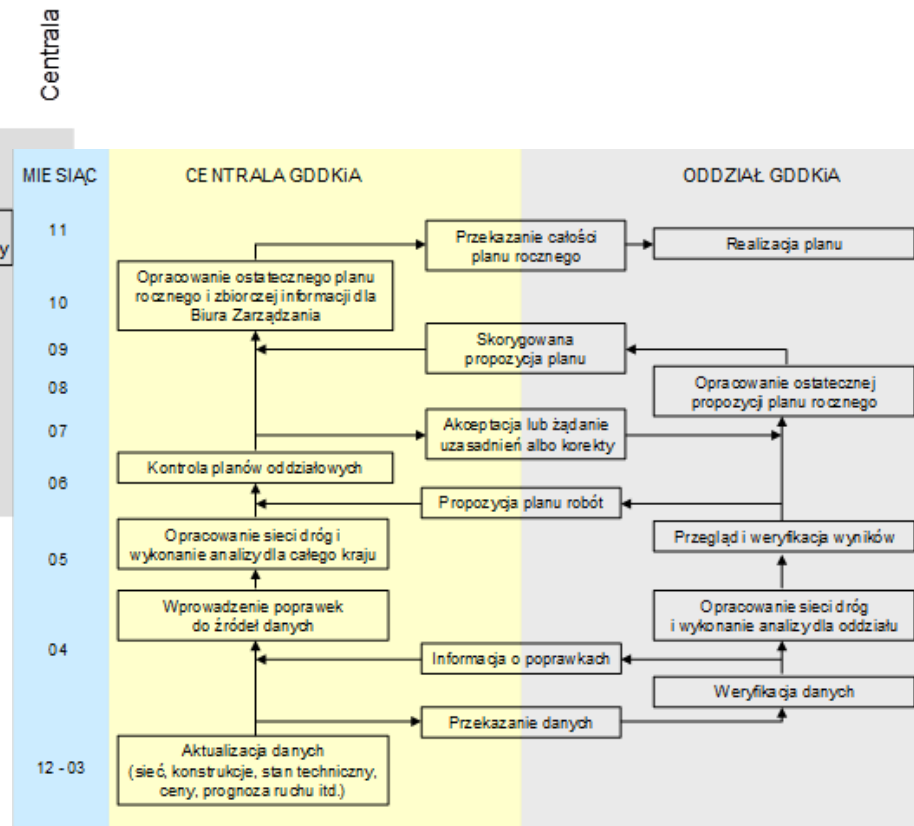 Centrala
y
MIESIĄC
CENTRALA GDDKiA
ODDZIAŁ GDDKiA
11
Przekazanie całości
planu rocznego
Realizacja planu
Opracowanie ostatecznego planu
rocznego i zbiorczej informacji dla
Biura Zarządzania
10
09
Skorygowana
propozycja planu
08
Opracowanie ostatecznej
propozycji planu rocznego
07
Akceptacja lub żądanie
uzasadnień albo korekty
Kontrola planów oddziałowych
06
Propozycja planu robót
Opracowanie sieci dróg i
wykonanie analizy dla całego kraju
Przegląd i weryfikacja wyników
05
Wprowadzenie poprawek
do źródeł danych
Opracowanie sieci dróg
i wykonanie analizy dla oddziału
04
Informacja o poprawkach
Weryfikacja danych
Przekazanie danych
12 - 03
Aktualizacja danych
(sieć, konstrukcje, stan techniczny,
ceny, prognoza ruchu itd.)